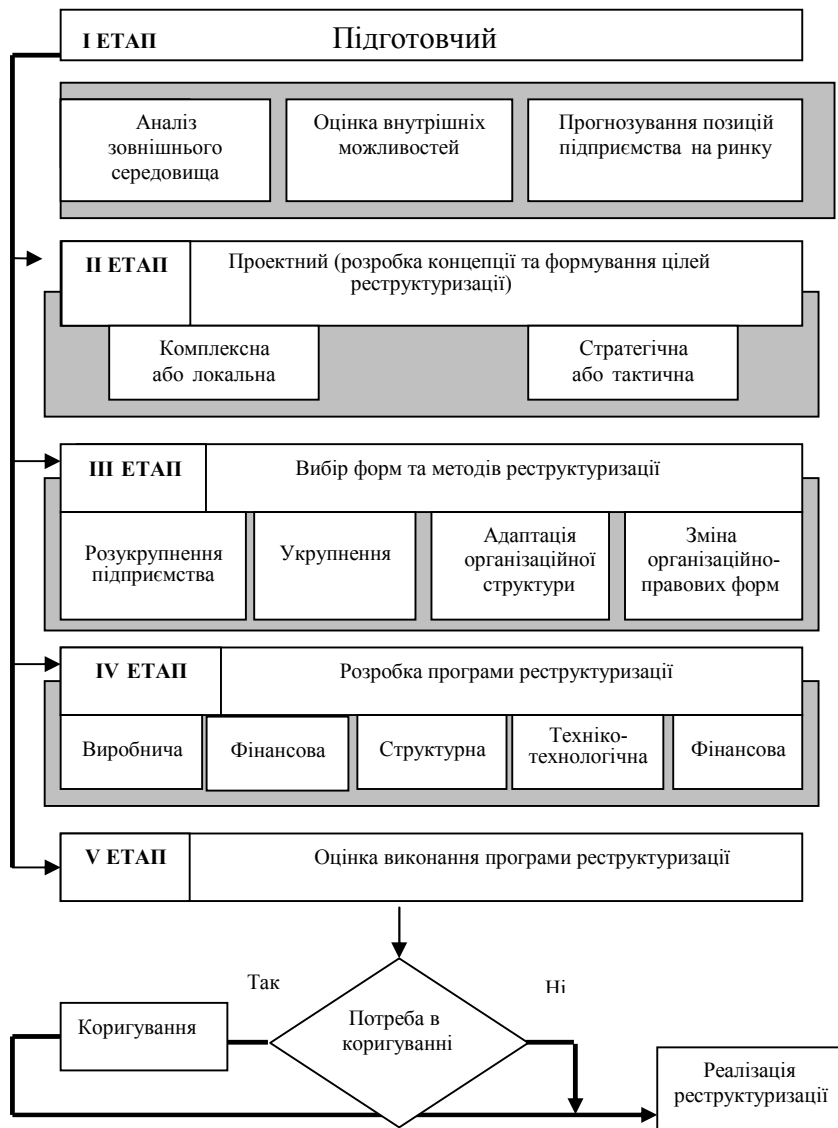 I ЕТАП Підготовчий
Аналіз
зовнішнього
середовища
Оцінка внутрішніх
можливостей
Прогнозування позицій
підприємства на ринку
II ЕТАП
Проектний (розробка концепції та формування цілей
реструктуризації)
Комплексна
або локальна
Стратегічна
або тактична
III ЕТАП
Вибір форм та методів реструктуризації
Розукрупнення
підприємства
Укрупнення
Адаптація
організаційної
структури
Зміна
організаційно-
правових форм
IV ЕТАП
Розробка програми реструктуризації
Виробнича
Фінансова
Структурна
Техніко-
технологічна
Фінансова
V ЕТАП
Оцінка виконання програми реструктуризації
Так
Ні
Коригування
Потреба в
коригуванні
Реалізація
реструктуризації